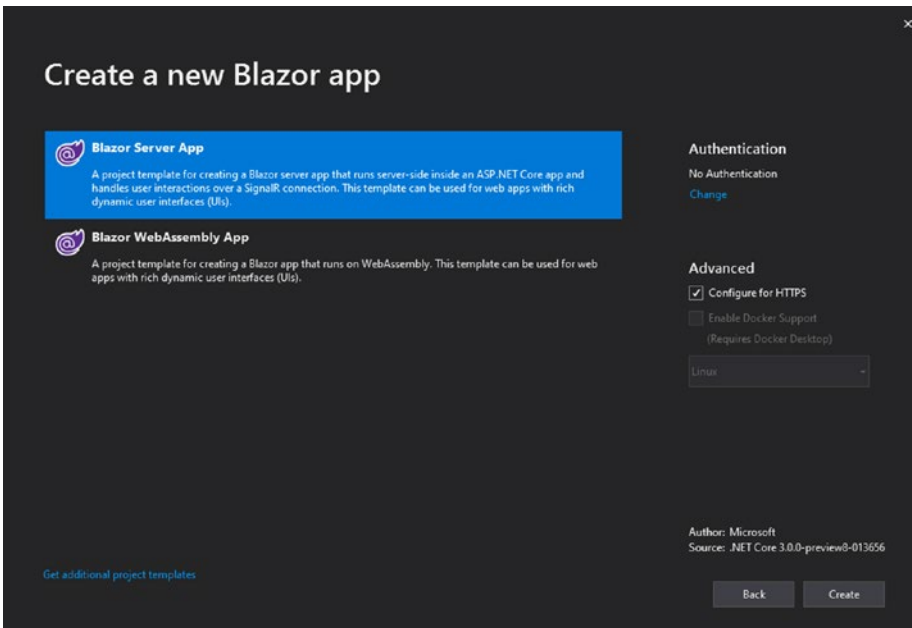 Create a new Blazor app
Blazor Server App
A project template for creating a Blazor server app that runs server-side inside an ASP.NET Core app and
handles user interactions over a SignalR connection. This template can be used for web apps with rich
dynamic user interfaces (UIs).
Blazor WebAssembly App
A project template for creating a Blazor app that runs on WebAssembly. This template can be used for web
apps with rich dynamic user interfaces (UIs).
Authentication
No Authentication
Change
Advanced
Configure for HTTPS
Enable Docker Support
(Requires Docker Desktop)
Linux
Author: Microsoft
Source: .NET Core 3.0.0-preview8-013656
Get additional project templates
Back
Create